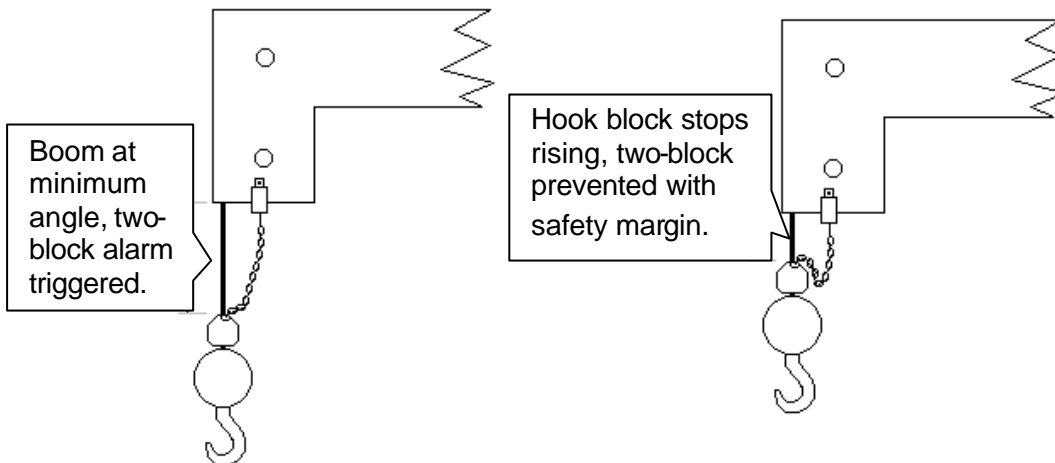 Boom at
minimum
angle, two-
block alarm
triggered.
Hook block stops
rising, two-block
prevented with
safety margin.